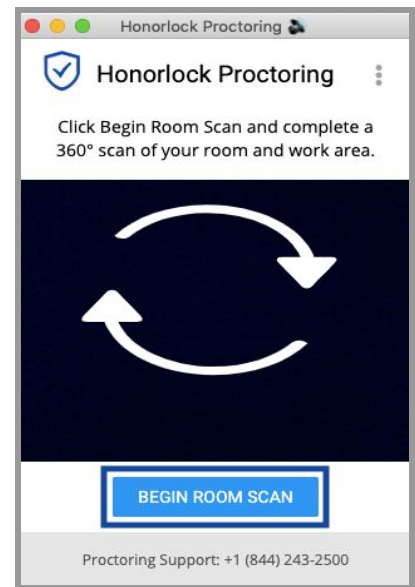 Honorlock Proctoring
Honorlock Proctoring
Click Begin Room Scan and complete a
360° scan of your room and work area.
BEGIN ROOM SCAN
Proctoring Support: +1 (844) 243-2500